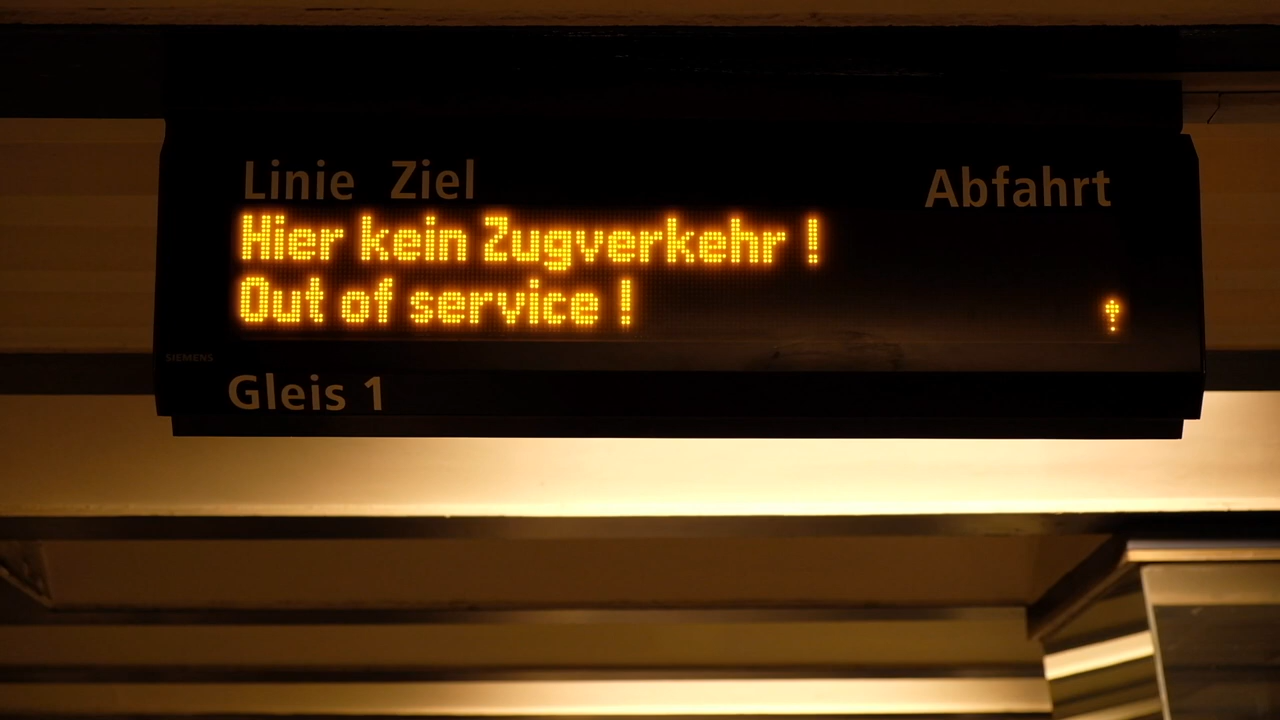 Linie Ziel Abfahrt
Hier kein Zugverkehr !
Out of service !
SIEMENS
Gleis 1